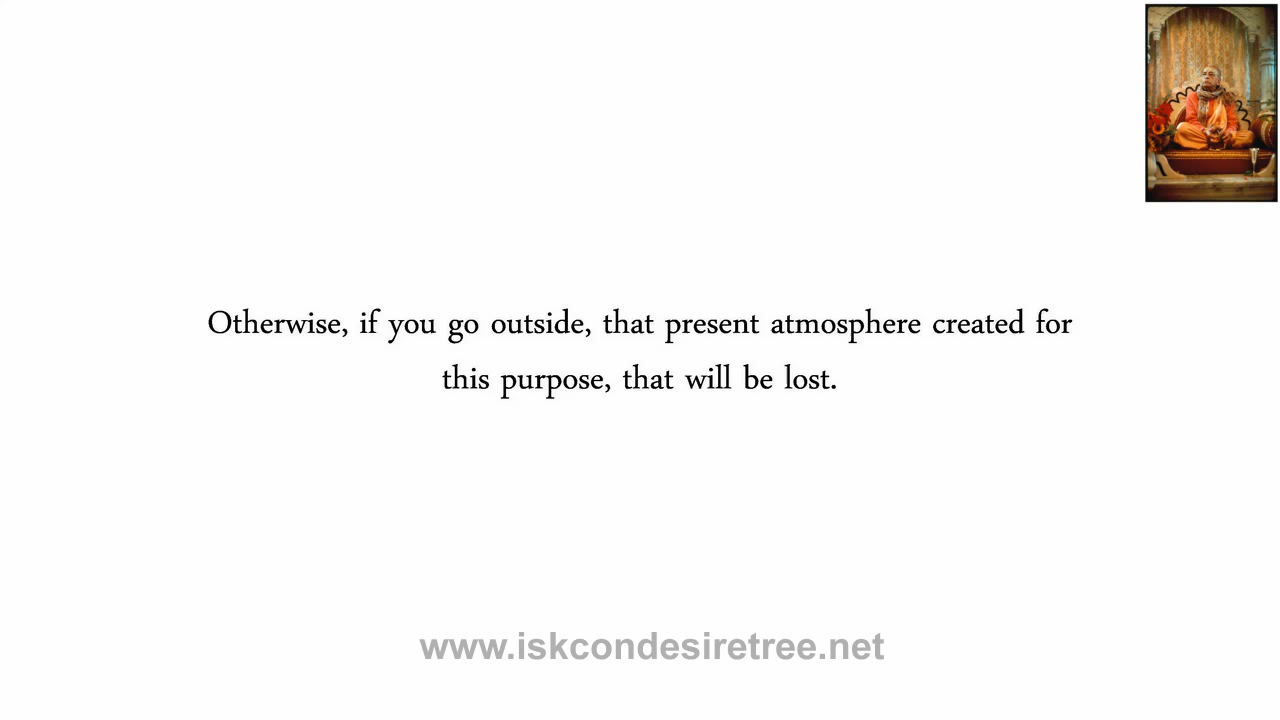 Otherwise, if you go outside, that present atmosphere created for
this purpose, that will be lost.
www.iskcondesiretree.net